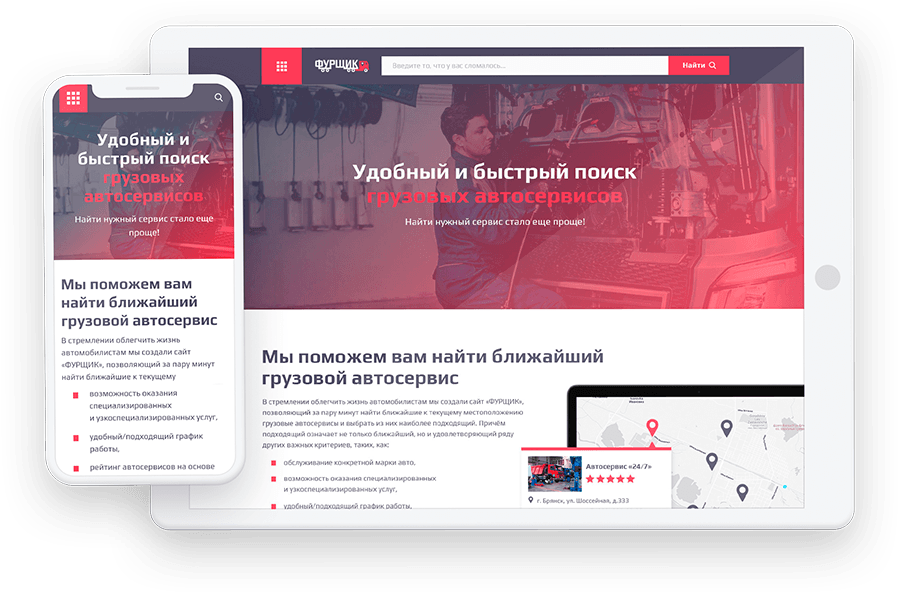 Удобный и
быстрый поиск
грузовых
автосервисов
Найти нужный сервис стало еще
проще!
Мы поможем вам
найти ближайший
грузовой автосервис
В стремлении облегчить жизнь
автомобилистам мы создали сайт
«ФУРЩИК», позволяющий за пару минут
найти ближайшие к текущему
возможность оказания
специализированных
и узкоспециализированных услуг,
удобный/подходящий график
работы,
рейтинг автосервисов на основе
ФУРЩИК
Введите то, что у вас сломалось...
Найти
Удобный и быстрый поиск
грузовых автосервисов
Найти нужный сервис стало еще проще!
Мы поможем вам найти ближайший
грузовой автосервис
В стремлении облегчить жизнь автомобилистам мы создали сайт «ФУРЩИК»,
позволяющий за пару минут найти ближайшие к текущему местоположению
грузовые автосервисы и выбрать из них наиболее подходящий. Причём
подходящий означает не только ближайший, но и удовлетворяющий ряду
других важных критериев, таких, как:
обслуживание конкретной марки авто,
возможность оказания специализированных
и узкоспециализированных услуг,
удобный/подходящий график работы,
Автосервис «24/7»
г. Брянск, ул. Шоссейная, д.333